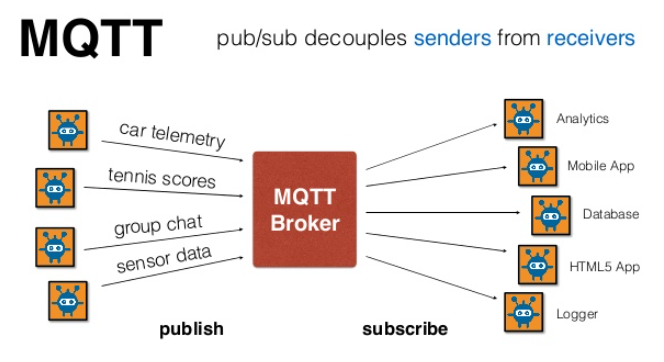 MQTT
pub/sub decouples senders from receivers
car telemetry
tennis scores
group chat
sensor data
MQTT
Broker
Analytics
Mobile App
Database
HTML5 App
Logger
publish
subscribe